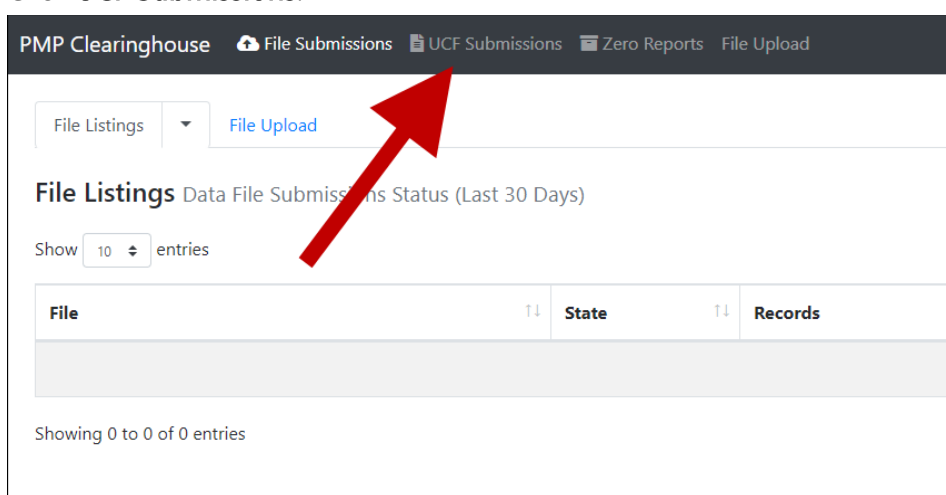 PMP Clearinghouse File Submissions UCF Submissions Zero Reports File Upload
File Listings File Upload
File Listings Data File Submissions Status (Last 30 Days)
Show 10 entries
File State Records
Showing 0 to 0 of 0 entries